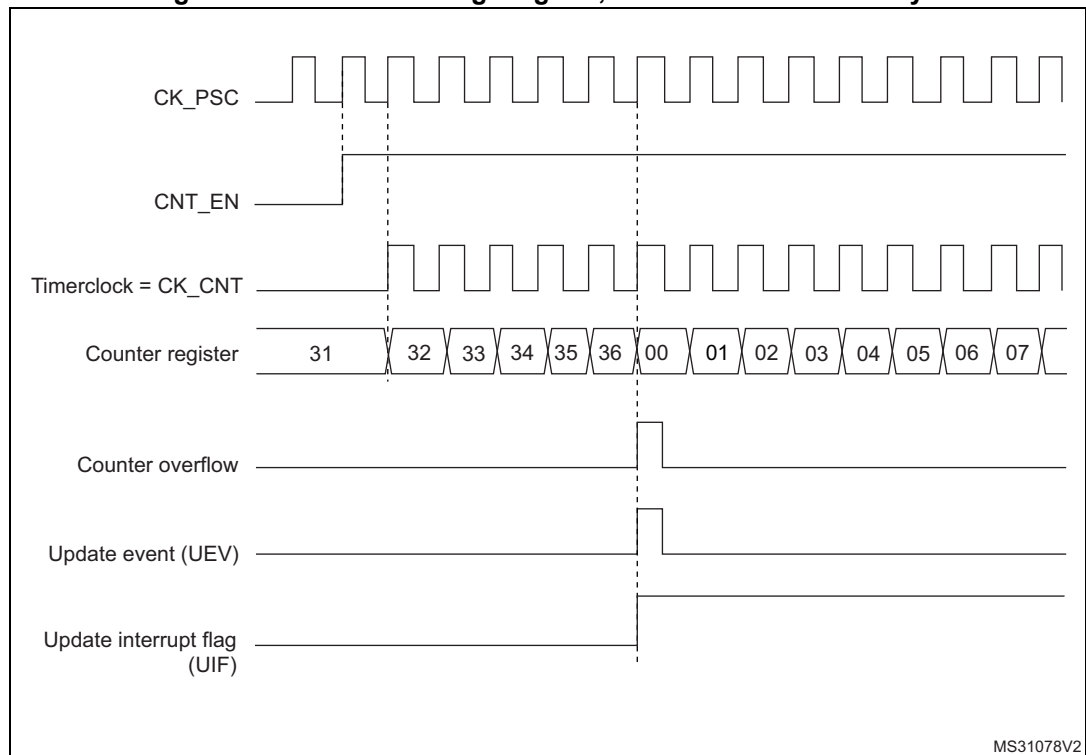 CK_PSC
CNT_EN
Timerclock = CK_CNT
Counter register
31 32 33 34 35 36 00 01 02 03 04 05 06 07
Counter overflow
Update event (UEV)
Update interrupt flag
(UIF)
MS31078V2